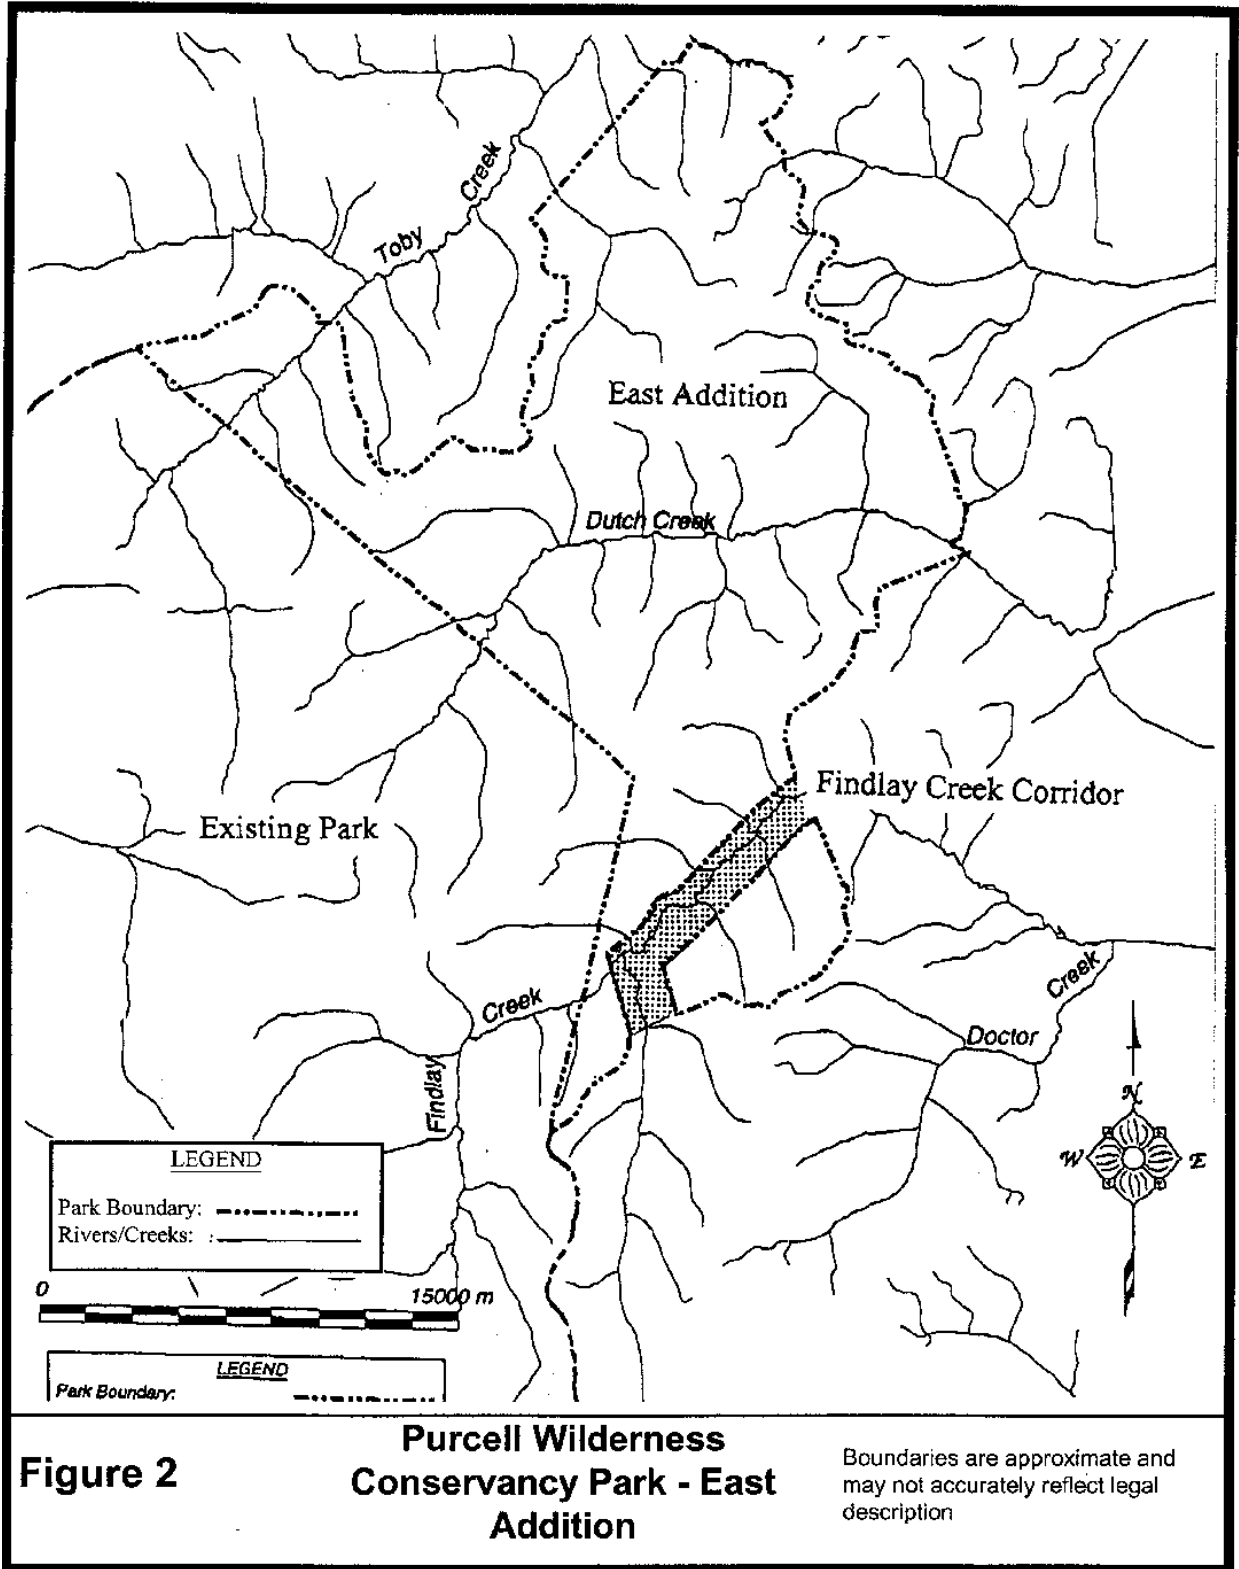 Creek
Toby
East Addition
Dutch Creek
Findlay Creek Corridor
Existing Park
Creek
Creek
Findlay
Doctor
N
W
E
LEGEND
Park Boundary:
Rivers/Creeks:
0
15000 m
LEGEND
Park Boundary:
Figure 2
Purcell Wilderness
Conservancy Park - East
Addition
Boundaries are approximate and
may not accurately reflect legal
description